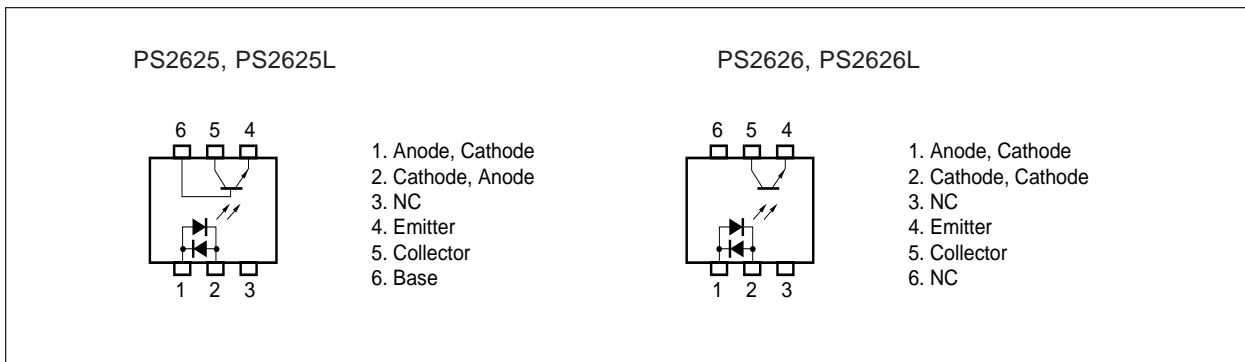 PS2625, PS2625L
6 5 4
1 2 3
1. Anode, Cathode
2. Cathode, Anode
3. NC
4. Emitter
5. Collector
6. Base
PS2626, PS2626L
6 5 4
1 2 3
1. Anode, Cathode
2. Cathode, Cathode
3. NC
4. Emitter
5. Collector
6. NC